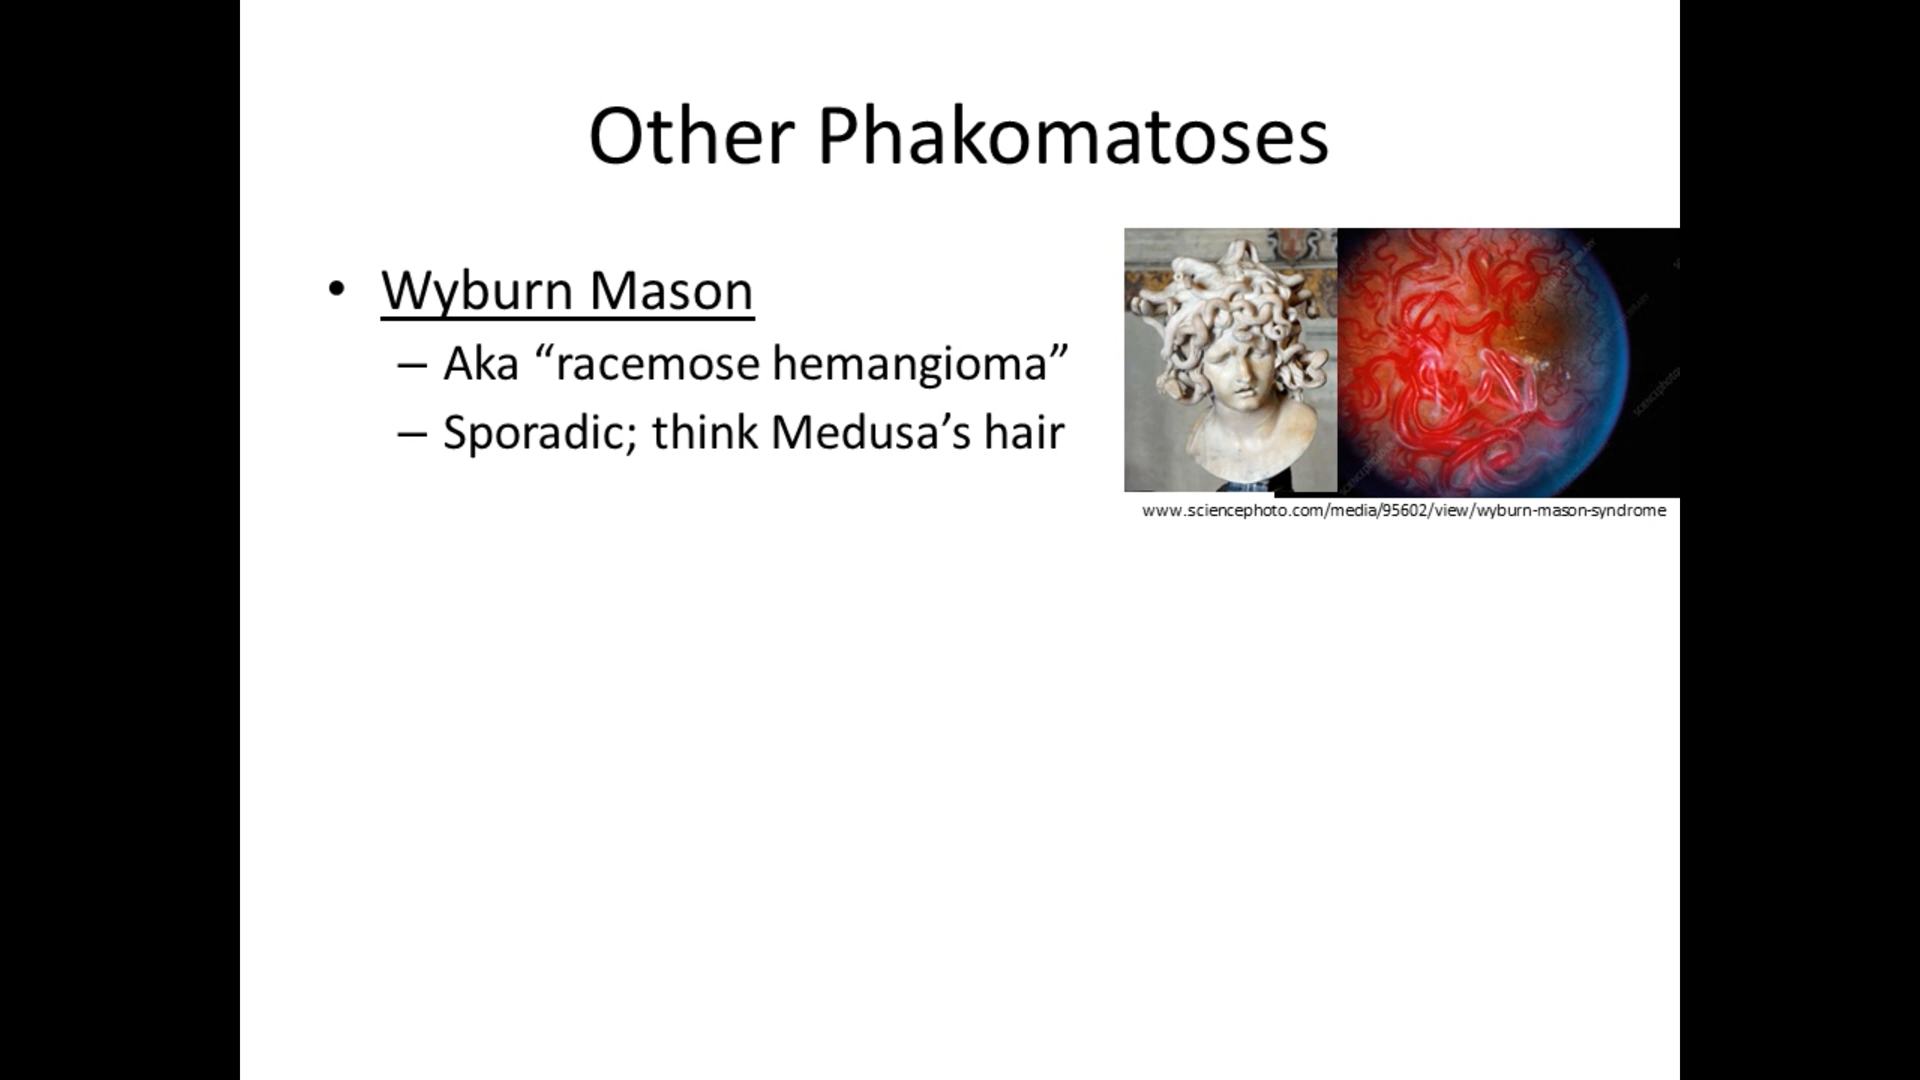 Other Phakomatoses
• Wyburn Mason
– Aka “racemose hemangioma”
– Sporadic; think Medusa’s hair
www.sciencephoto.com/media/95602/view/wyburn-mason-syndrome